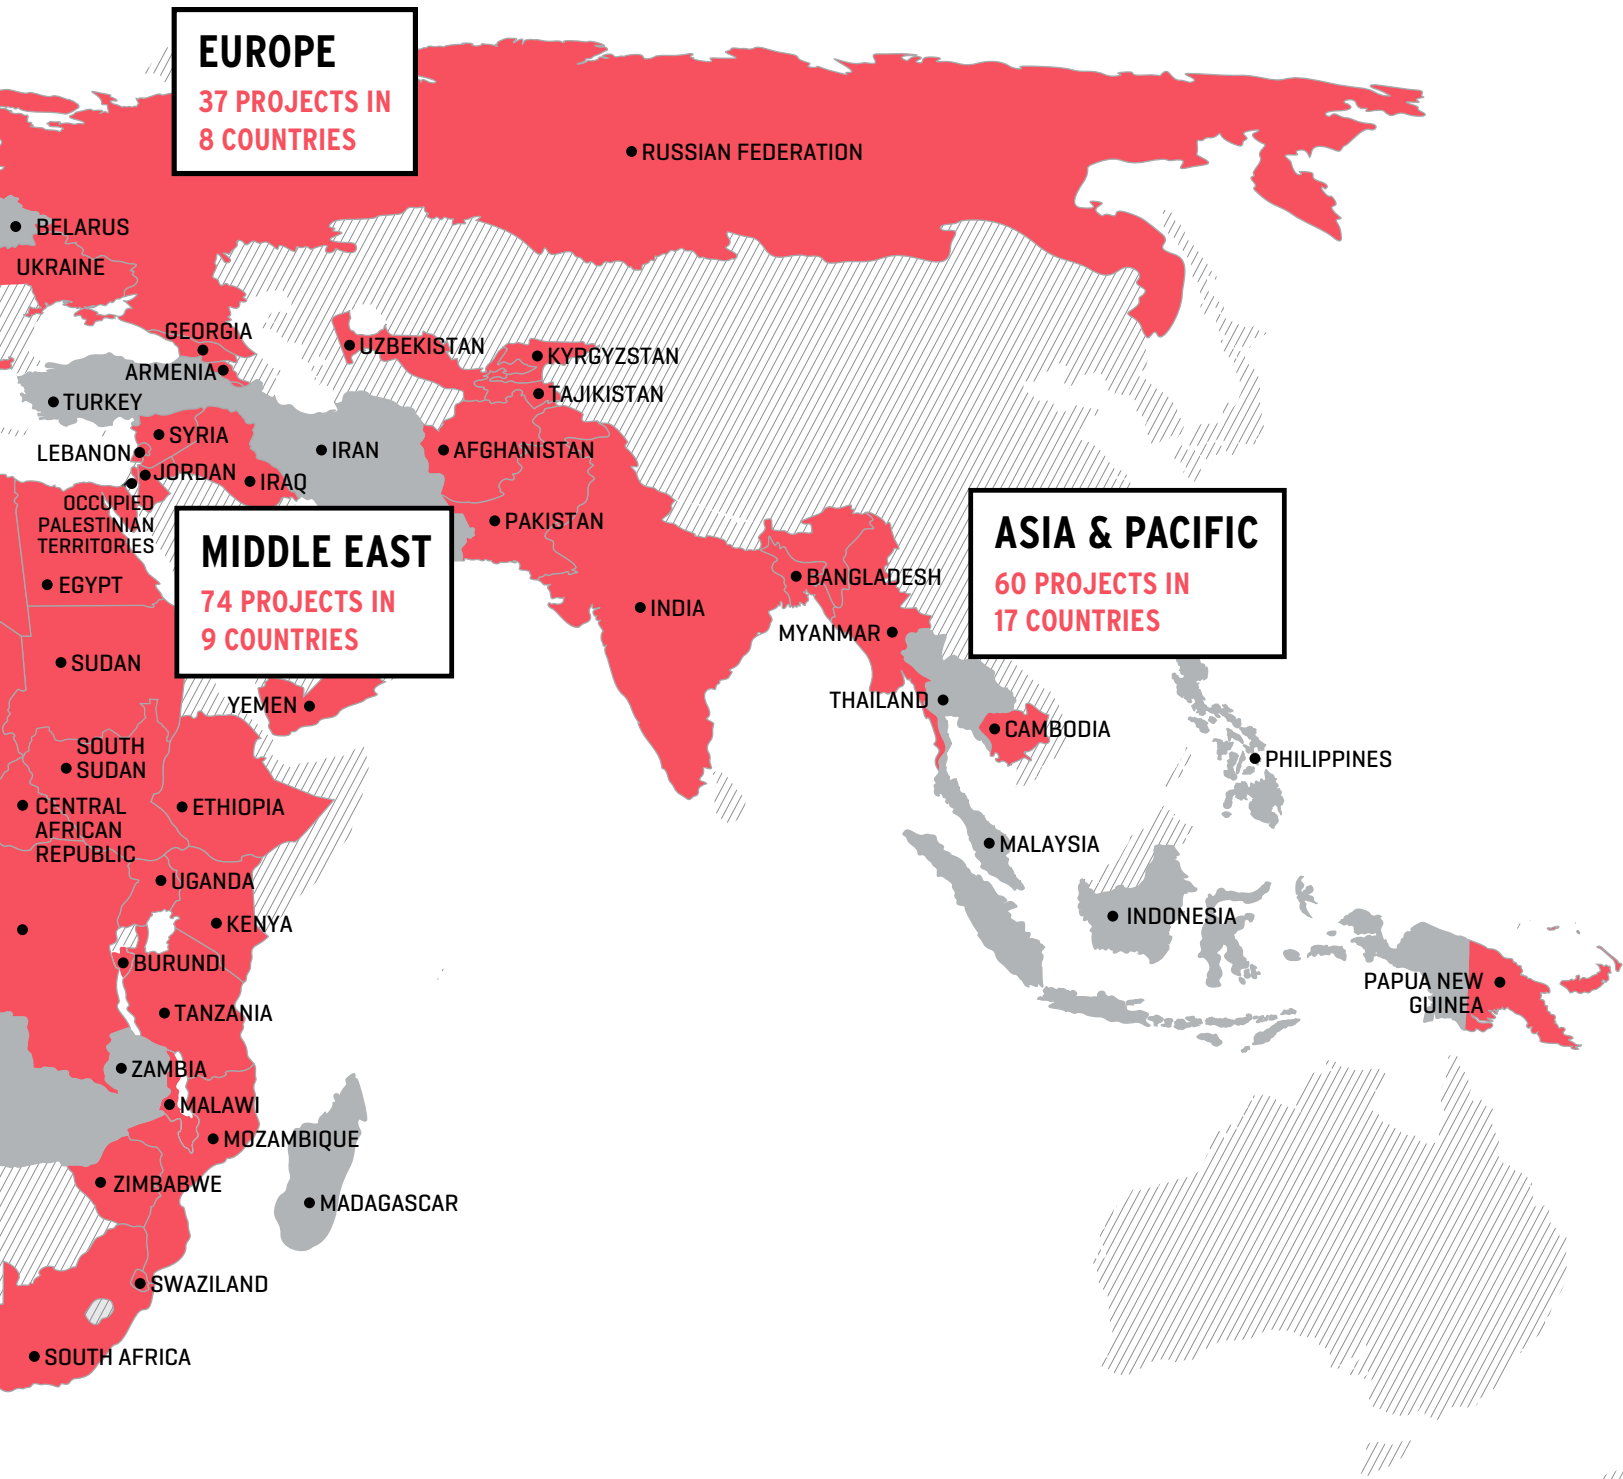 EUROPE
37 PROJECTS IN
8 COUNTRIES
RUSSIAN FEDERATION
BELARUS
UKRAINE
GEORGIA
ARMENIA
TURKEY
UZBEKISTAN
KYRGYZSTAN
TAJIKISTAN
SYRIA
LEBANON
JORDAN
IRAQ
IRAN
AFGHANISTAN
OCCUPIED
PALESTINIAN
TERRITORIES
PAKISTAN
MIDDLE EAST
74 PROJECTS IN
9 COUNTRIES
ASIA & PACIFIC
60 PROJECTS IN
17 COUNTRIES
EGYPT
INDIA
BANGLADESH
MYANMAR
SUDAN
YEMEN
THAILAND
CAMBODIA
SOUTH
SUDAN
PHILIPPINES
CENTRAL
AFRICAN
REPUBLIC
ETHIOPIA
MALAYSIA
UGANDA
KENYA
INDONESIA
BURUNDI
PAPUA NEW
GUINEA
TANZANIA
ZAMBIA
MALAWI
MOZAMBIQUE
ZIMBABWE
MADAGASCAR
SWAZILAND
SOUTH AFRICA